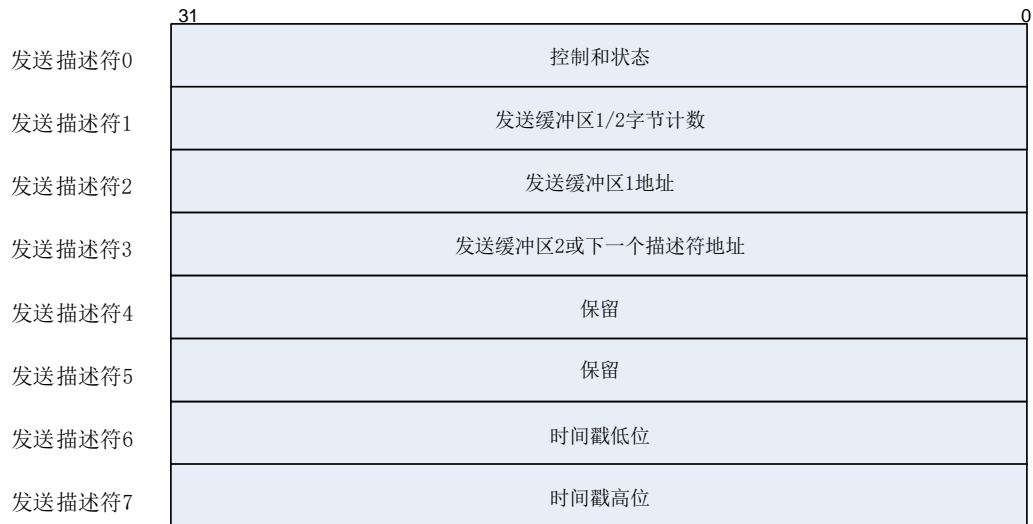 31 0
发送描述符0 控制和状态
发送描述符1 发送缓冲区1/2字节计数
发送描述符2 发送缓冲区1地址
发送描述符3 发送缓冲区2或下一个描述符地址
发送描述符4 保留
发送描述符5 保留
发送描述符6 时间戳低位
发送描述符7 时间戳高位